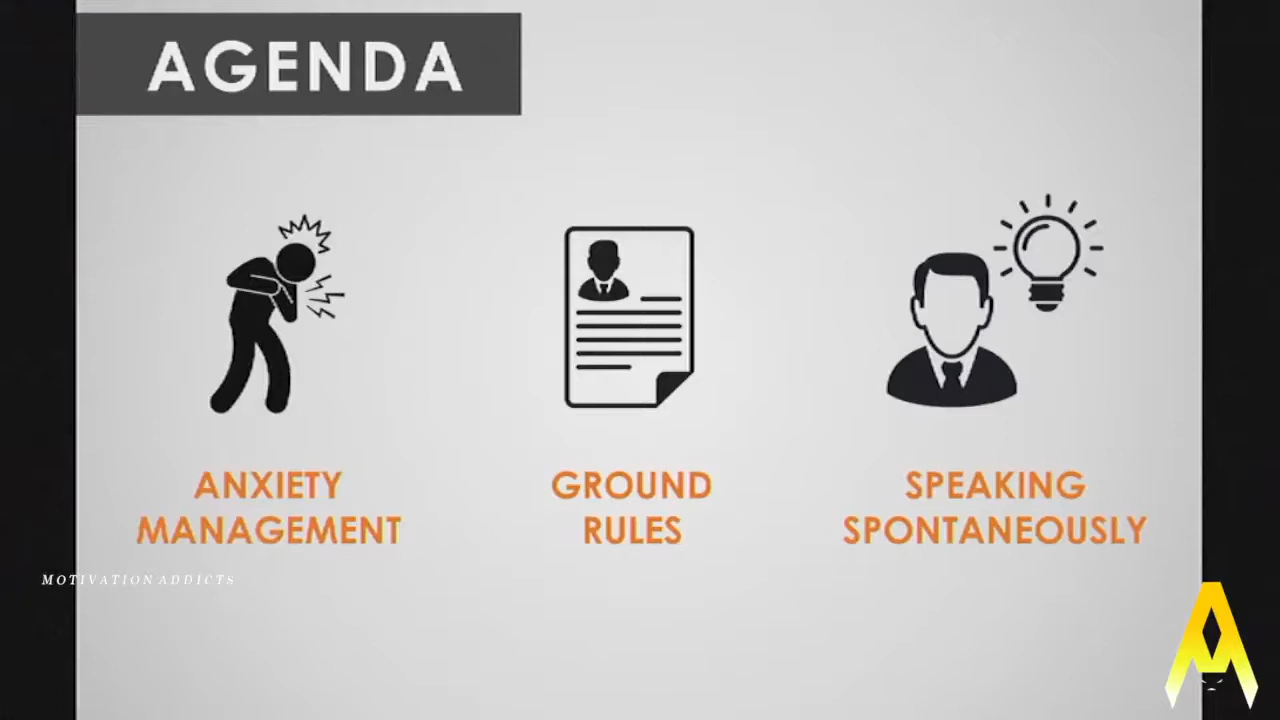 AGENDA
ANXIETY
MANAGEMENT
GROUND
RULES
SPEAKING
SPONTANEOUSLY
MOTIVATION ADDICTS